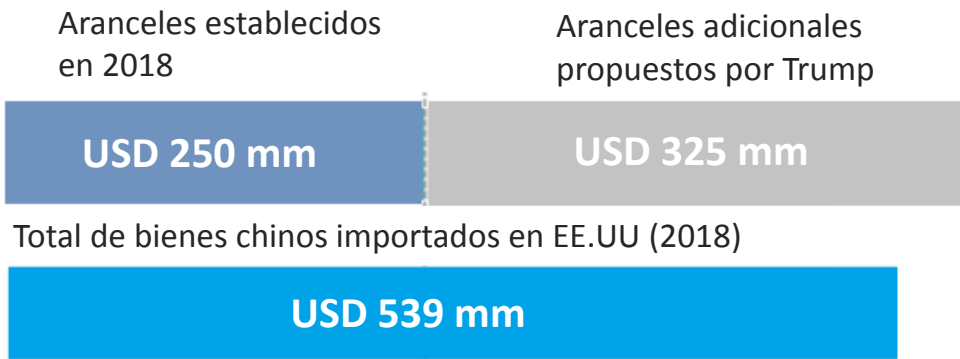 Aranceles establecidos
en 2018
Aranceles adicionales
propuestos por Trump
USD 250 mm
USD 325 mm
Total de bienes chinos importados en EE.UU (2018)
USD 539 mm